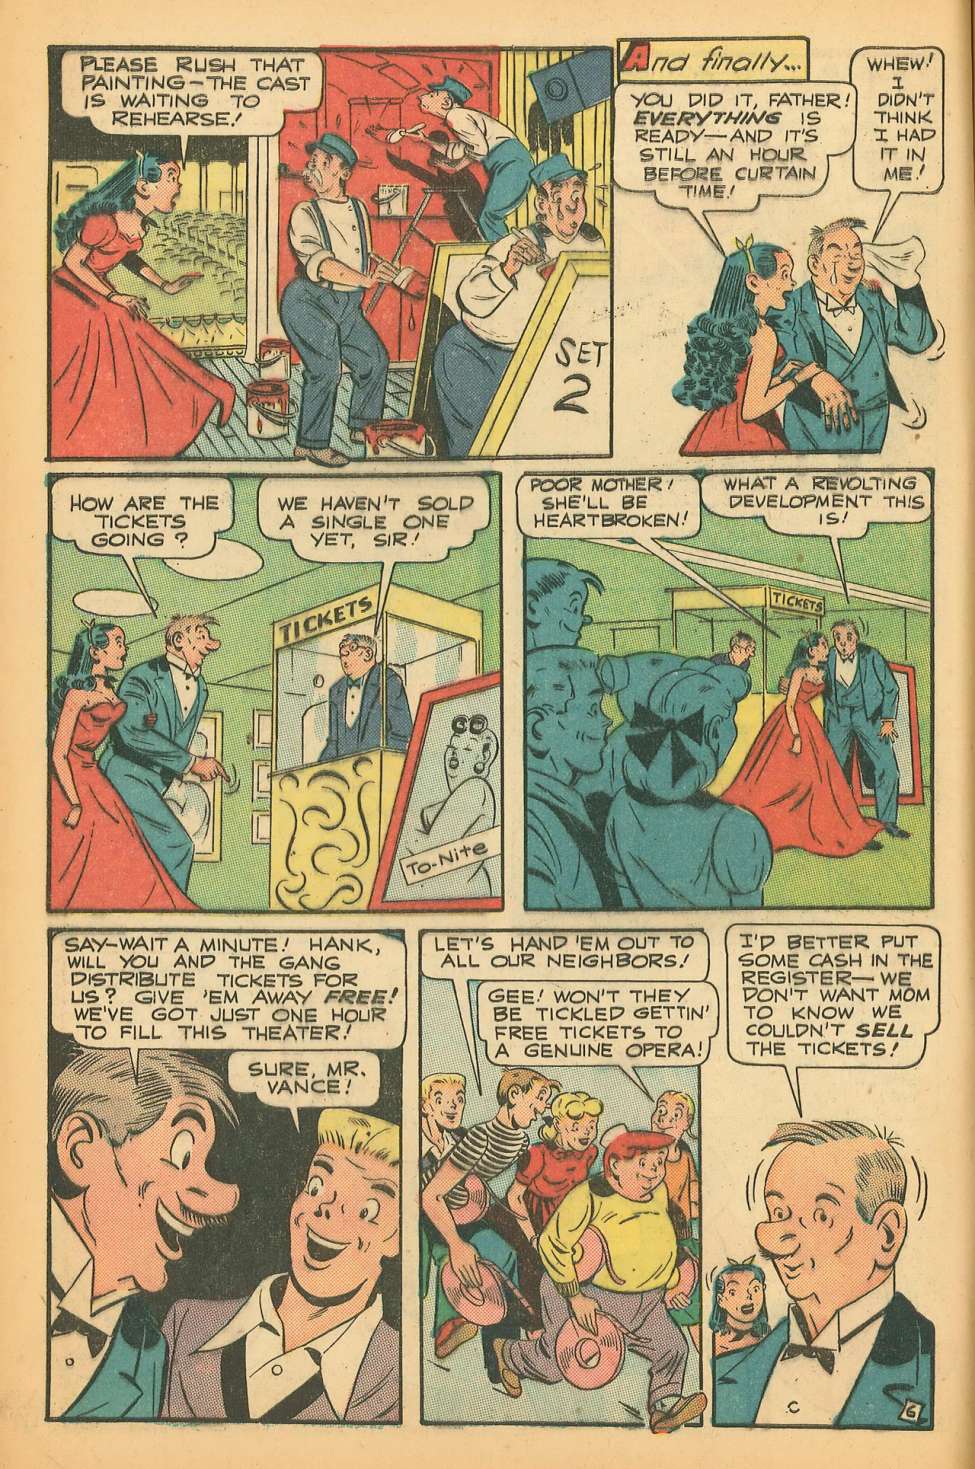 PLEASE RUSH THAT
PAINTING—THE CAST
IS WAITING TO
REHEARSE!
SET
2
And finally...
YOU DID IT, FATHER!
EVERYTHING IS
READY—AND IT'S
STILL AN HOUR
BEFORE CURTAIN
TIME!
WHEW!
I
DIDN'T
THINK
I HAD
IT IN
ME!
HOW ARE THE
TICKETS
GOING?
WE HAVEN'T SOLD
A SINGLE ONE
YET, SIR!
TICKETS
TO-NITE
POOR MOTHER!
SHE'LL BE
HEARTBROKEN!
WHAT A REVOLTING
DEVELOPMENT THIS
IS!
TICKETS
SAY—WAIT A MINUTE! HANK,
WILL YOU AND THE GANG
DISTRIBUTE TICKETS FOR
US? GIVE 'EM AWAY FREE!
WE'VE GOT JUST ONE HOUR
TO FILL THIS THEATER!
SURE, MR.
VANCE!
LET'S HAND 'EM OUT TO
ALL OUR NEIGHBORS!
GEE! WON'T THEY
BE TICKLED GETTIN'
FREE TICKETS TO
A GENUINE OPERA!
I'D BETTER PUT
SOME CASH IN THE
REGISTER—WE
DON'T WANT MOM
TO KNOW WE
COULDN'T SELL
THE TICKETS!
6